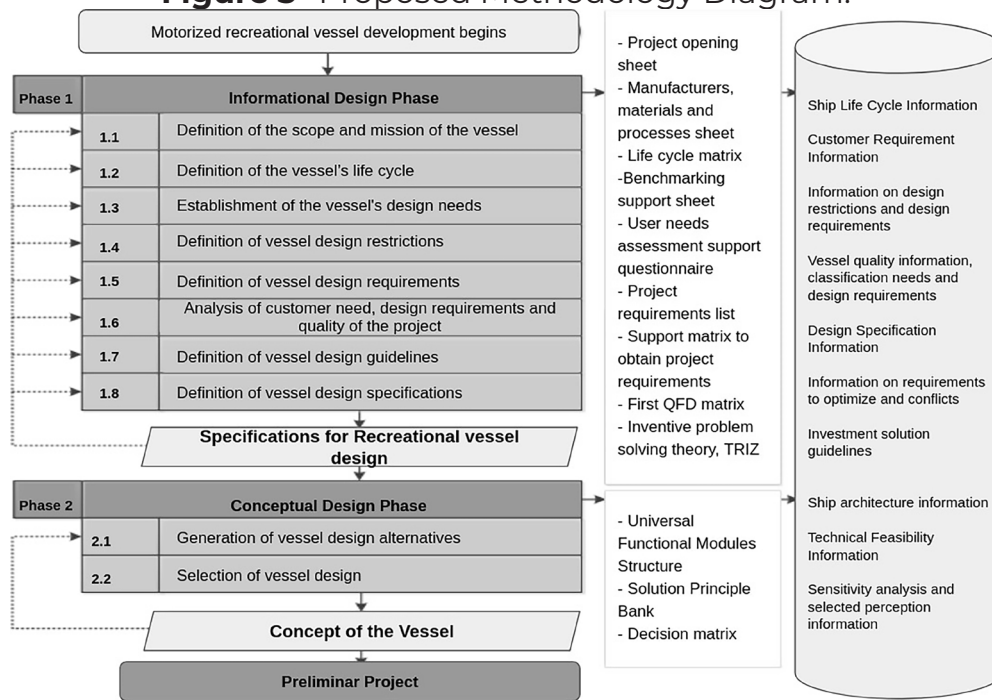 Figure 3 Proposed Methodology Diagram.
Motorized recreational vessel development begins
Phase 1
Informational Design Phase
1.1 Definition of the scope and mission of the vessel
1.2 Definition of the vessel's life cycle
1.3 Establishment of the vessel's design needs
1.4 Definition of vessel design restrictions
1.5 Definition of vessel design requirements
1.6 Analysis of customer need, design requirements and
quality of the project
1.7 Definition of vessel design guidelines
1.8 Definition of vessel design specifications
Specifications for Recreational vessel
design
Phase 2
Conceptual Design Phase
2.1 Generation of vessel design alternatives
2.2 Selection of vessel design
Concept of the Vessel
Preliminar Project
- Project opening
sheet
- Manufacturers,
materials and
processes sheet
- Life cycle matrix
-Benchmarking
support sheet
- User needs
assessment support
questionnaire
- Project
requirements list
- Support matrix to
obtain project
requirements
- First QFD matrix
- Inventive problem
solving theory, TRIZ
- Universal
Functional Modules
Structure
- Solution Principle
Bank
- Decision matrix
Ship Life Cycle Information
Customer Requirement
Information
Information on design
restrictions and design
requirements
Vessel quality information,
classification needs and
design requirements
Design Specification
Information
Information on requirements
to optimize and conflicts
Investment solution
guidelines
Ship architecture information
Technical Feasibility
Information
Sensitivity analysis and
selected perception
information